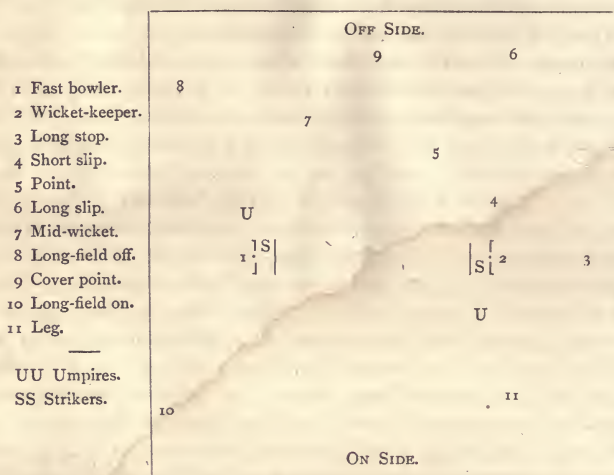 OFF SIDE.
9 6
1 Fast bowler.
8
2 Wicket-keeper.
3 Long stop.
7
4 Short slip.
5 Point.
5
6 Long slip.
7 Mid-wicket.
4
8 Long-field off.
U
9 Cover point.
1 S S 2 3
10 Long-field on.
11 Leg.
U
UU Umpires.
SS Strikers.
11
10
ON SIDE.